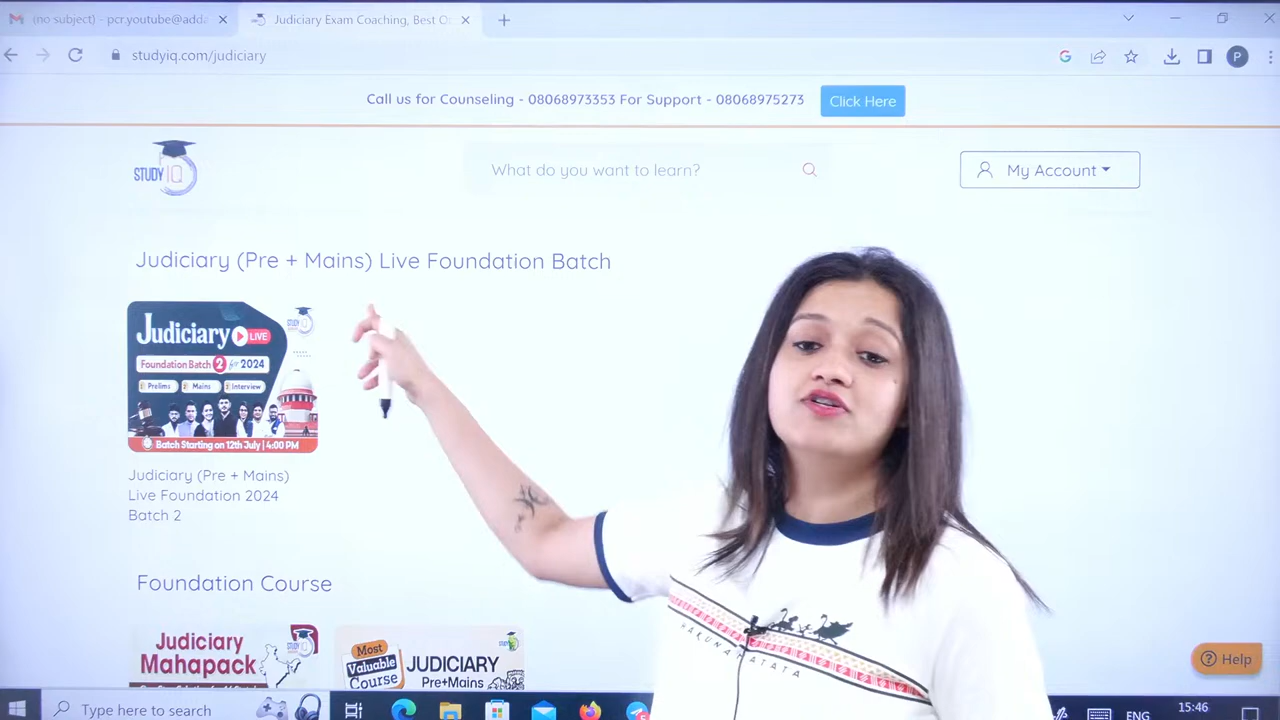 (no subject) - pcr.youtube@adda
Judiciary Exam Coaching, Best O
studyiq.com/judiciary
P
Call us for Counseling - 08068973353 For Support - 08068975273
Click Here
STUDY IQ
What do you want to learn?
My Account
Judiciary (Pre + Mains) Live Foundation Batch
Judiciary LIVE
Foundation Batch 2 for 2024
Prelims Mains Interview
Batch Starting on 12th July | 4:00 PM
Judiciary (Pre + Mains)
Live Foundation 2024
Batch 2
Foundation Course
Judiciary
Mahapack
Most
Valuable
Course
JUDICIARY
Pre+Mains
HAKUNA MATATA
Help
Type here to search
ENG
15:46